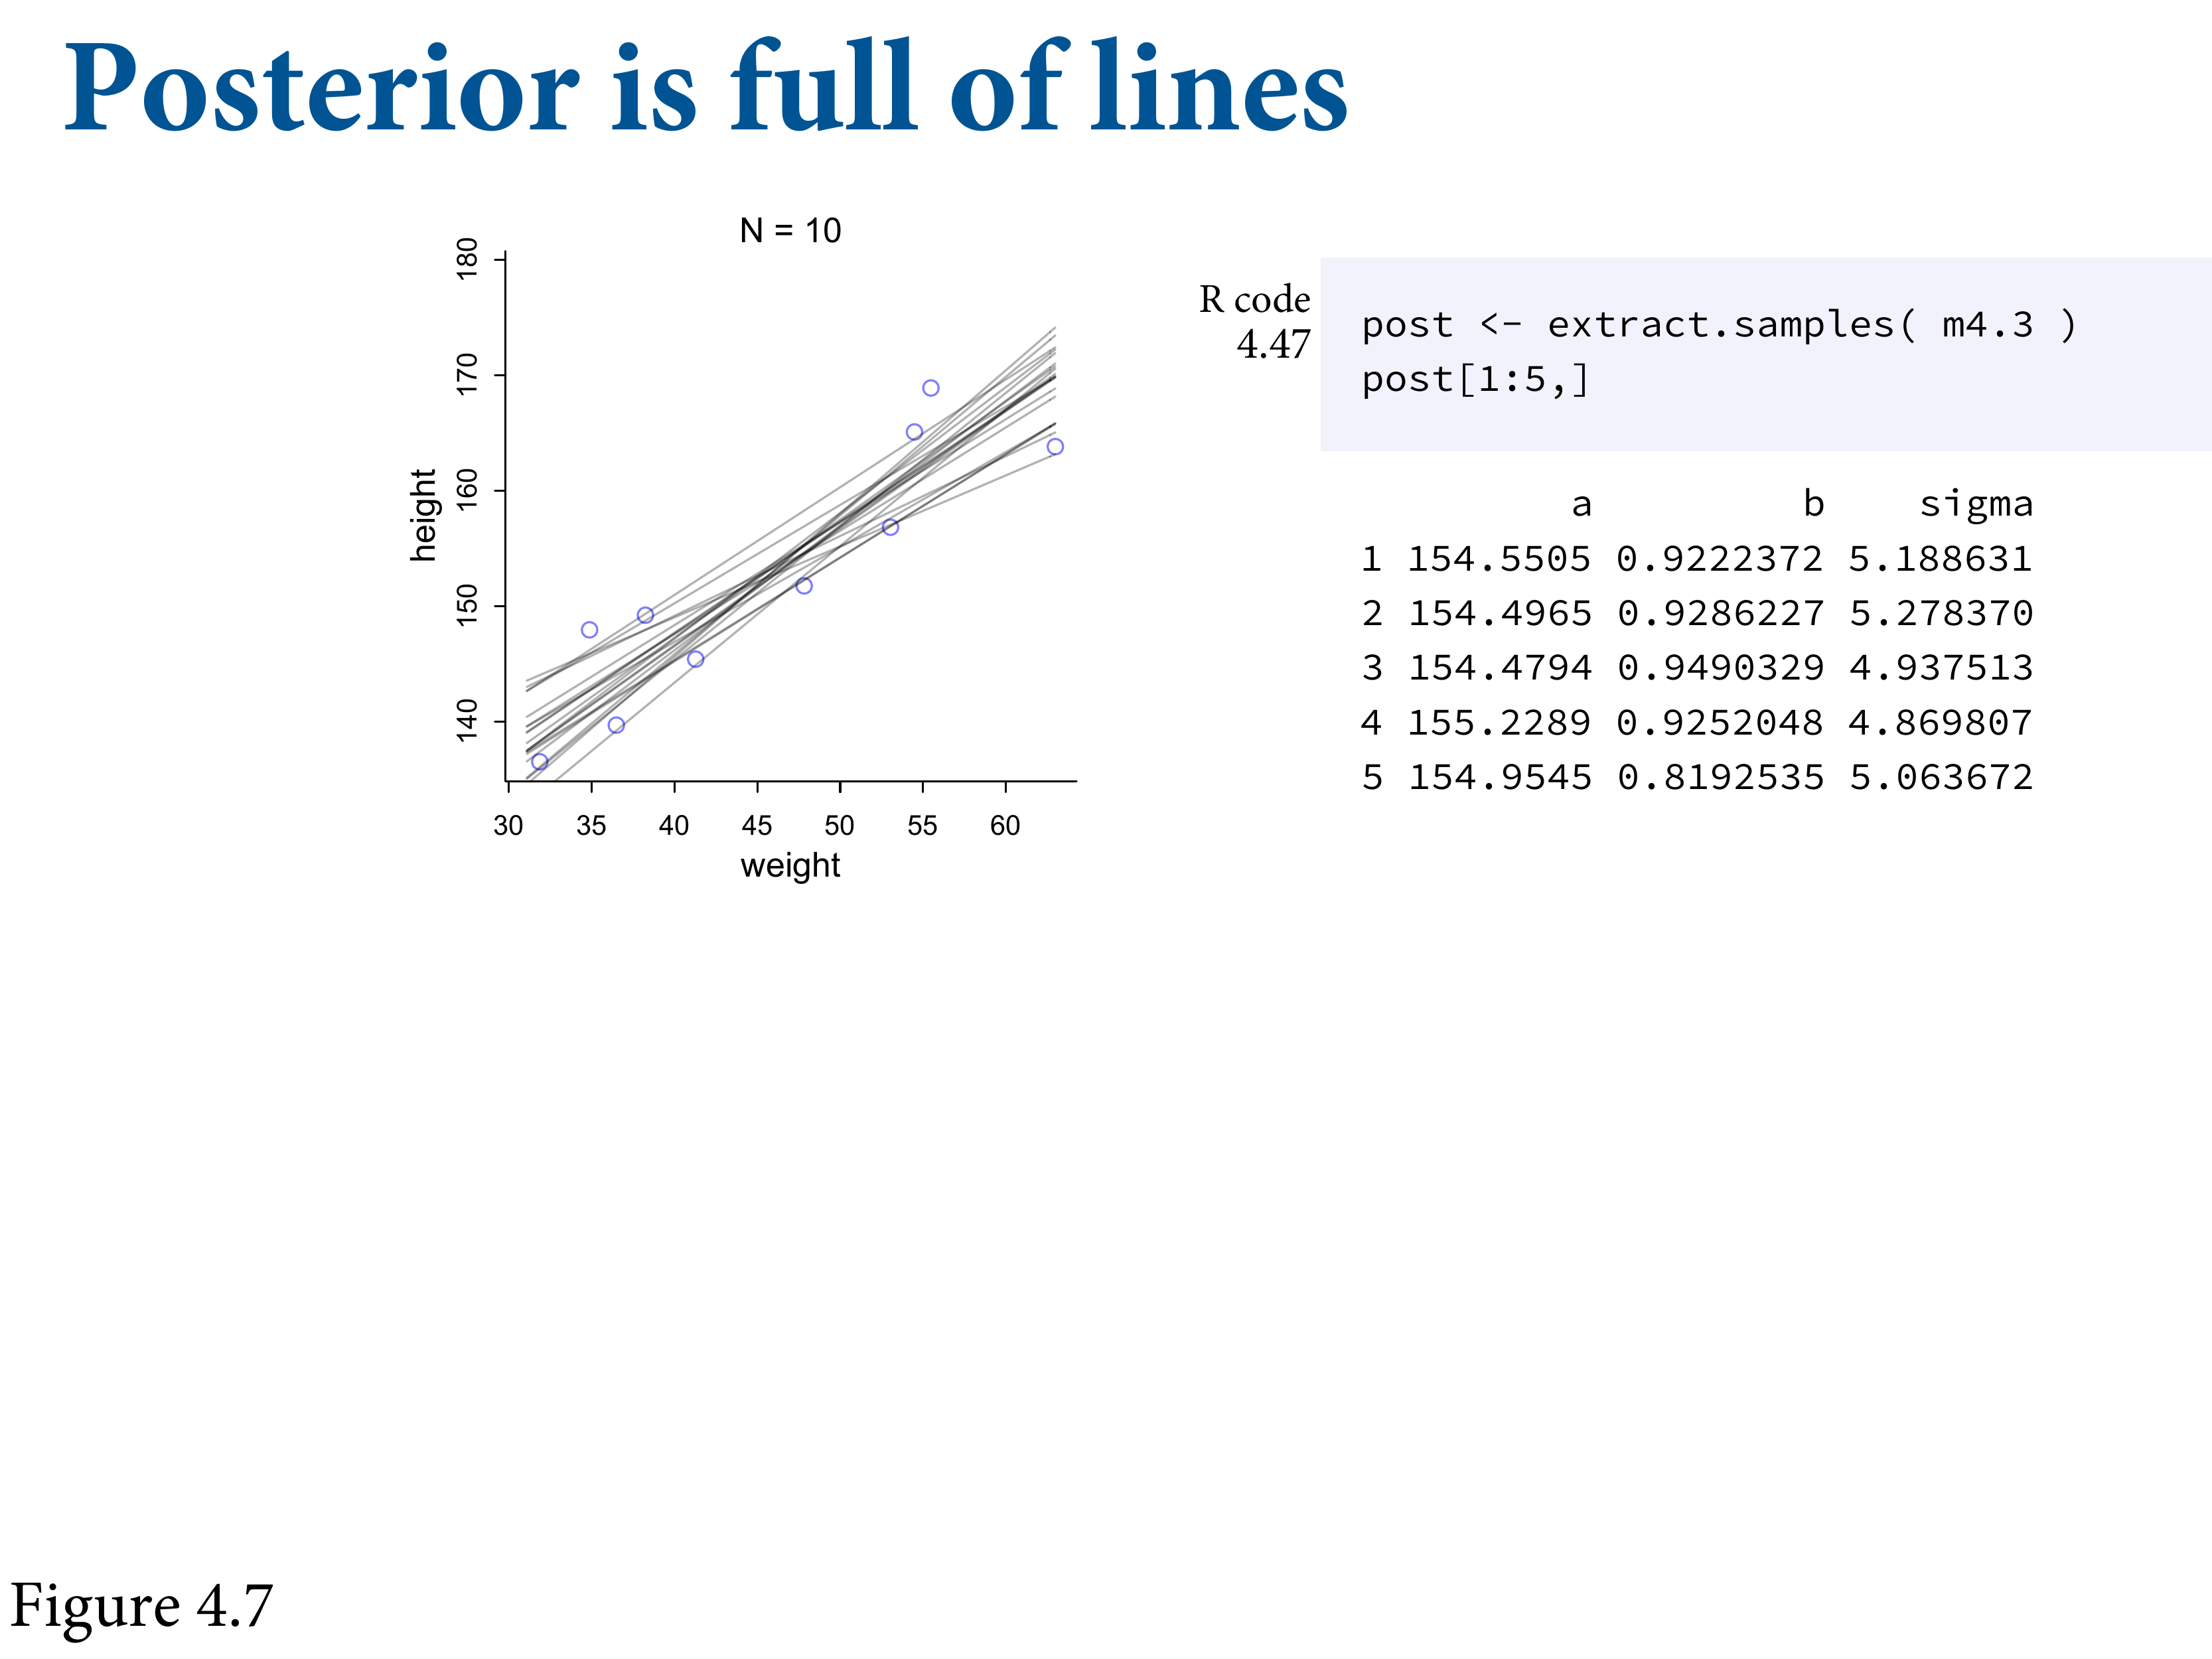 Posterior is full of lines
N = 10
180
170
160
150
140
height
30 35 40 45 50 55 60
weight
R code
4.47
post <- extract.samples( m4.3 )
post[1:5,]
a b sigma
1 154.5505 0.9222372 5.188631
2 154.4965 0.9286227 5.278370
3 154.4794 0.9490329 4.937513
4 155.2289 0.9252048 4.869807
5 154.9545 0.8192535 5.063672
Figure 4.7